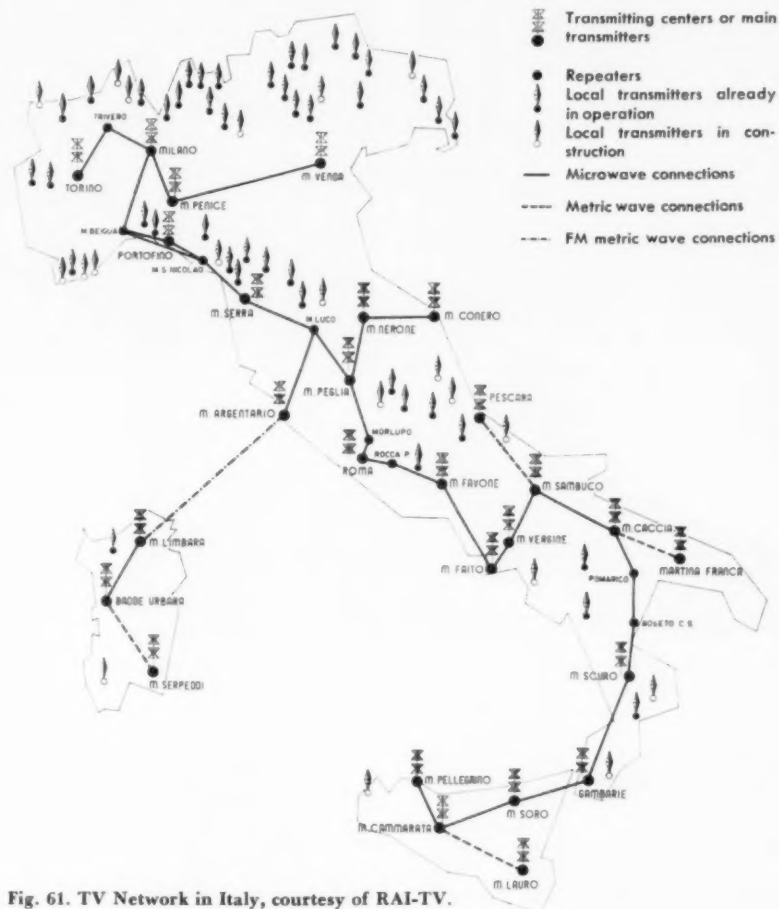 Transmitting centers or main
transmitters
Repeaters
Local transmitters already
in operation
Local transmitters in con-
struction
Microwave connections
Metric wave connections
FM metric wave connections
TRIVERO
MILANO
TORINO
M. VENDA
M. PENICE
M. BEIGUA
PORTOFINO
M. S. NICOLAO
M. SERRA
M. LUCO
M. NERONE
M. CONERO
M. PEGLIA
M. ARGENTARIO
PESCARA
MORLUPO
ROCCA P.
ROMA
M. FAVONE
M. SAMBUCO
M. CACCIA
M. VERGINE
M. FAITO
MARTINA FRANCA
POMARICO
M. LIMBARA
BADDE URBARA
ROSETO C. S.
M. SERPEDDI
M. SCURO
M. PELLEGRINO
GAMBARIE
M. SORO
M. CAMMARATA
M. LAURO
Fig. 61. TV Network in Italy, courtesy of RAI-TV.